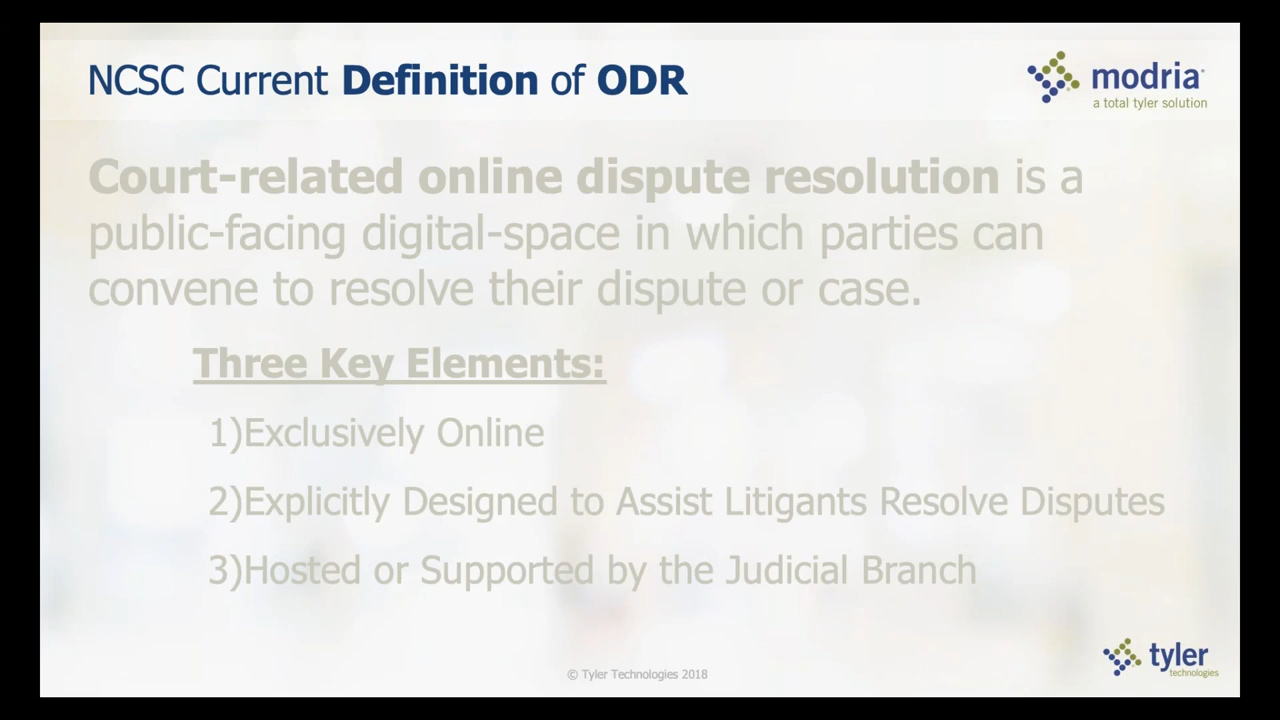 NCSC Current Definition of ODR
modria
a total tyler solution
Court-related online dispute resolution is a
public-facing digital-space in which parties can
convene to resolve their dispute or case.
Three Key Elements:
1)Exclusively Online
2)Explicitly Designed to Assist Litigants Resolve Disputes
3)Hosted or Supported by the Judicial Branch
© Tyler Technologies 2018
tyler
technologies